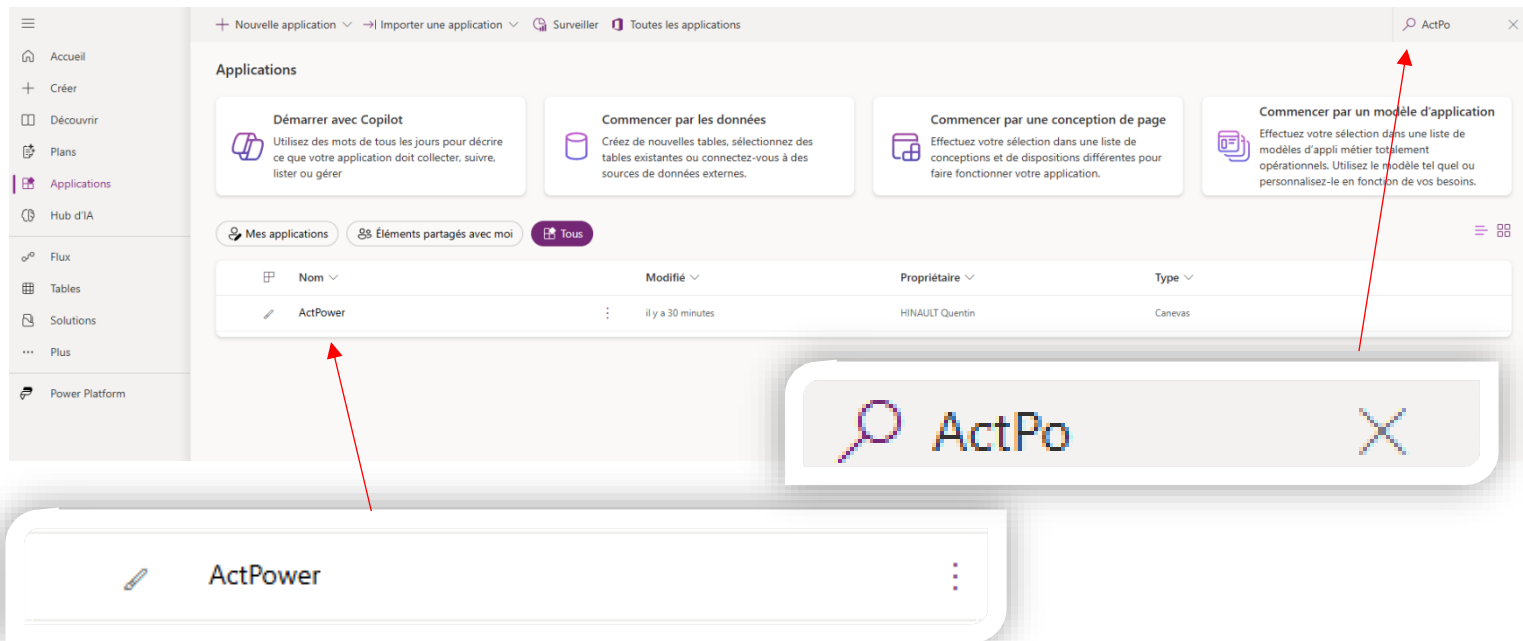 Nouvelle application
Importer une application
Surveiller
Toutes les applications
ActPo
Accueil
Créer
Découvrir
Plans
Applications
Hub d'IA
Flux
Tables
Solutions
Plus
Power Platform
Applications
Démarrer avec Copilot
Utilisez des mots de tous les jours pour décrire
ce que votre application doit collecter, suivre,
lister ou gérer
Commencer par les données
Créez de nouvelles tables, sélectionnez des
tables existantes ou connectez-vous à des
sources de données externes.
Commencer par une conception de page
Effectuez votre sélection dans une liste de
conceptions et de dispositions différentes pour
faire fonctionner votre application.
Commencer par un modèle d'application
Effectuez votre sélection dans une liste de
modèles d'appli métier totalement
opérationnels. Utilisez le modèle tel quel ou
personnalisez-le en fonction de vos besoins.
Mes applications
Éléments partagés avec moi
Tous
Nom Modifié Propriétaire Type
ActPower il y a 30 minutes HINAULT Quentin Canevas
ActPo
ActPower